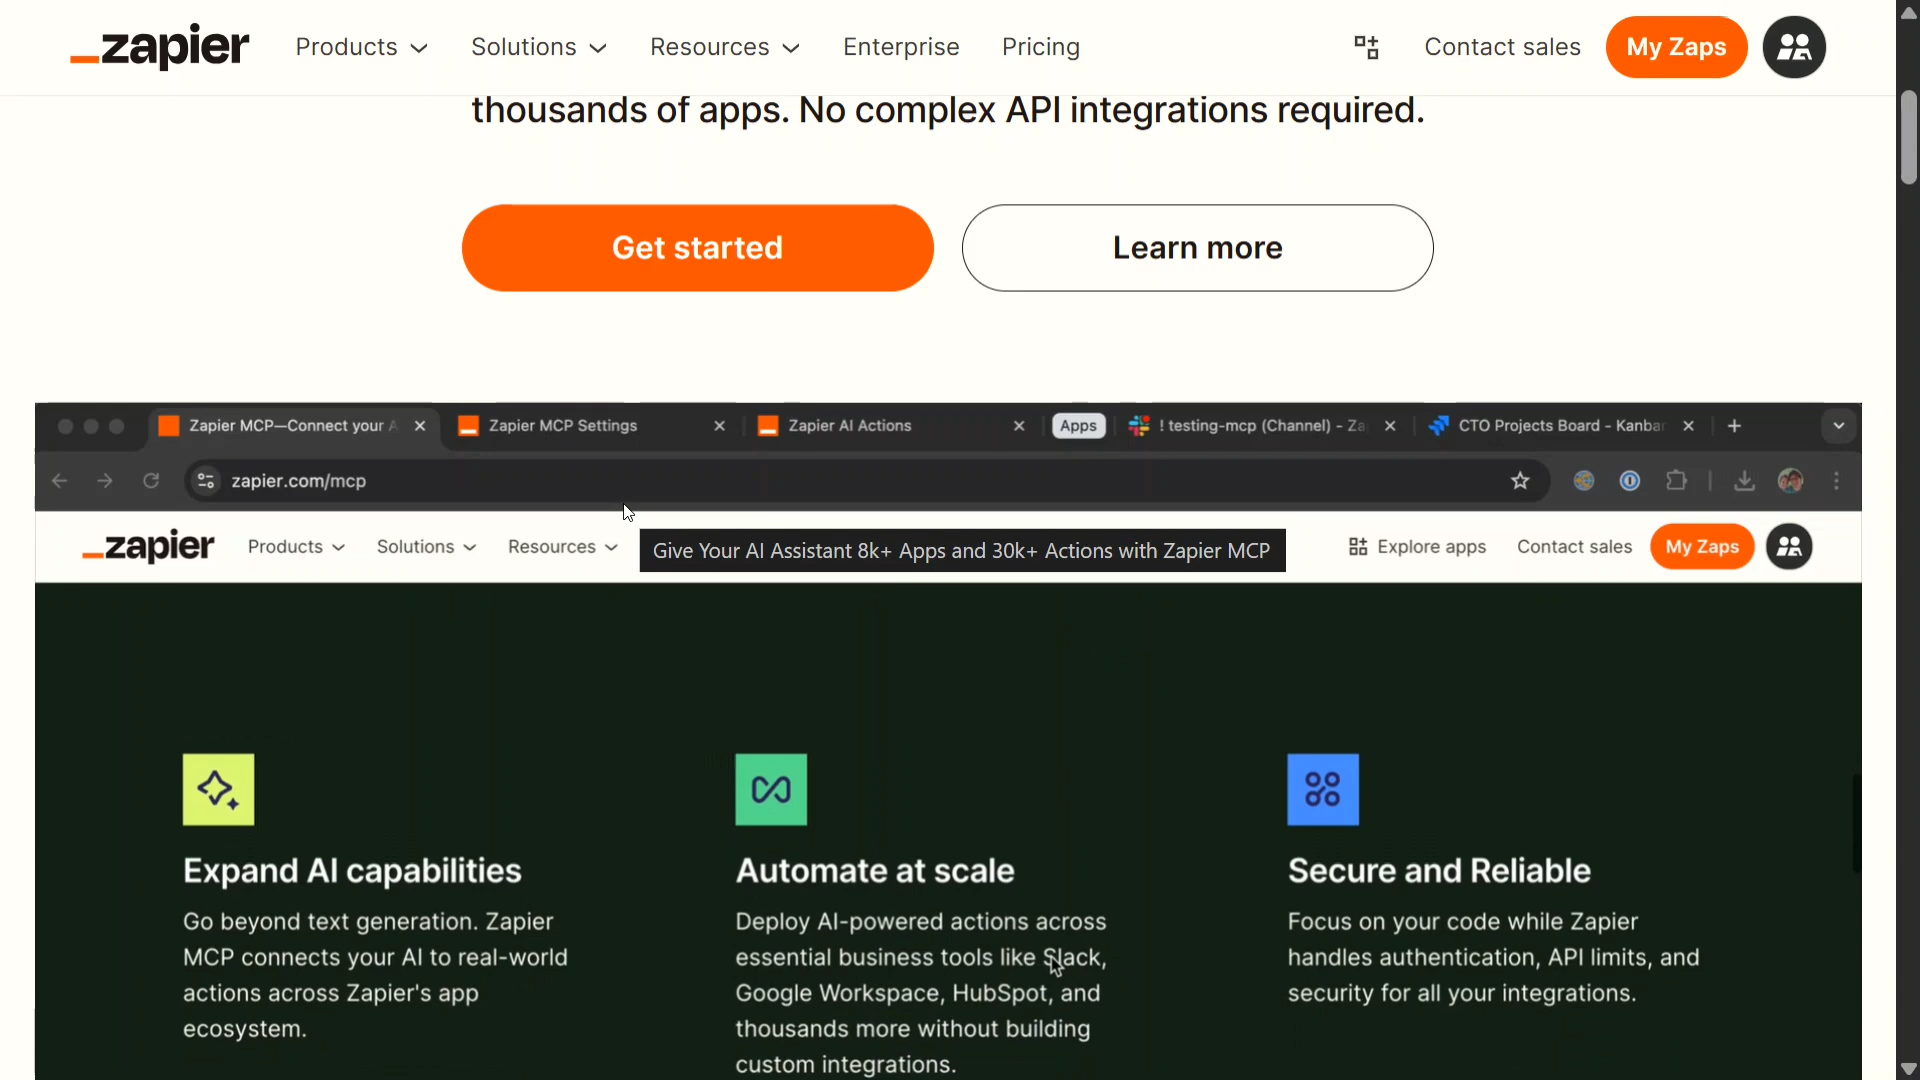 zapier Products Solutions Resources Enterprise Pricing Contact sales My Zaps
thousands of apps. No complex API integrations required.
Get started Learn more
Zapier MCP—Connect your A Zapier MCP Settings Zapier AI Actions Apps ! testing-mcp (Channel) - Za CTO Projects Board - Kanba
zapier.com/mcp
zapier Products Solutions Resources Explore apps Contact sales My Zaps
Give Your AI Assistant 8k+ Apps and 30k+ Actions with Zapier MCP
Expand AI capabilities
Go beyond text generation. Zapier
MCP connects your AI to real-world
actions across Zapier's app
ecosystem.
Automate at scale
Deploy AI-powered actions across
essential business tools like Slack,
Google Workspace, HubSpot, and
thousands more without building
custom integrations.
Secure and Reliable
Focus on your code while Zapier
handles authentication, API limits, and
security for all your integrations.